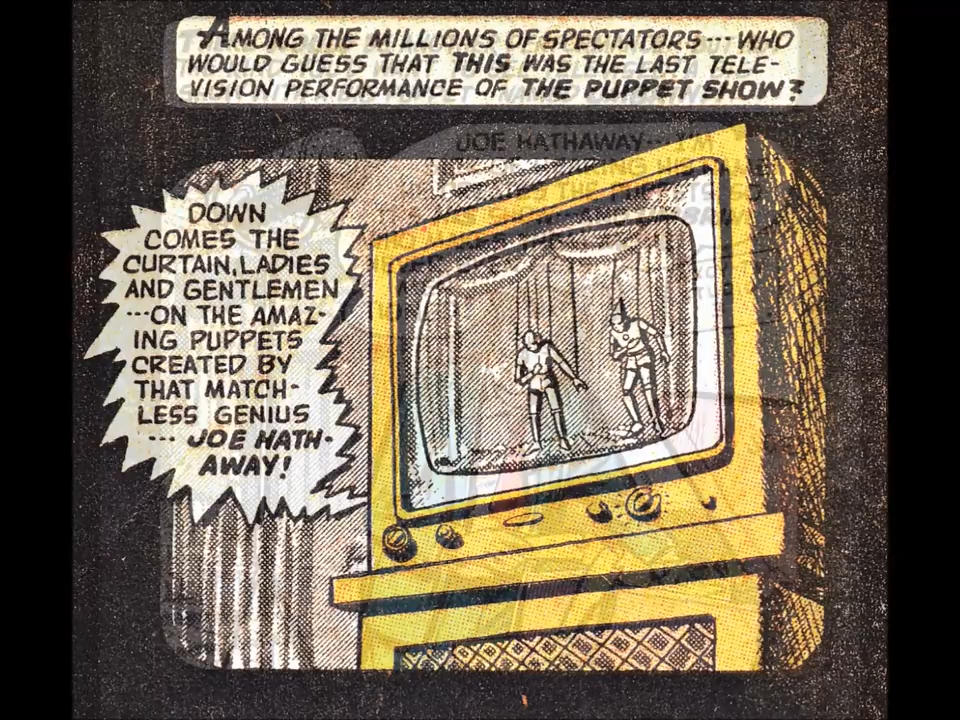 AMONG THE MILLIONS OF SPECTATORS... WHO
WOULD GUESS THAT THIS WAS THE LAST TELE-
VISION PERFORMANCE OF THE PUPPET SHOW?
JOE HATHAWAY... I'M
DOWN
COMES THE
CURTAIN, LADIES
AND GENTLEMEN
...ON THE AMAZ-
ING PUPPETS
CREATED BY
THAT MATCH-
LESS GENIUS
... JOE HATH-
AWAY!